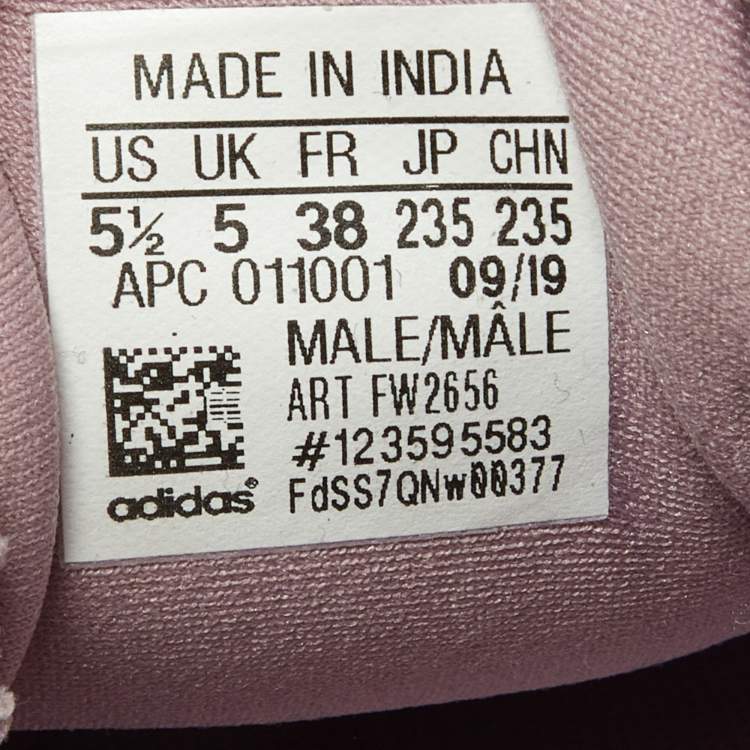 MADE IN INDIA
US UK FR JP CHN
5½ 5 38 235 235
APC 011001 09/19
MALE/MÂLE
ART FW2656
#123595583
FdSS7QNw00377
adidas®